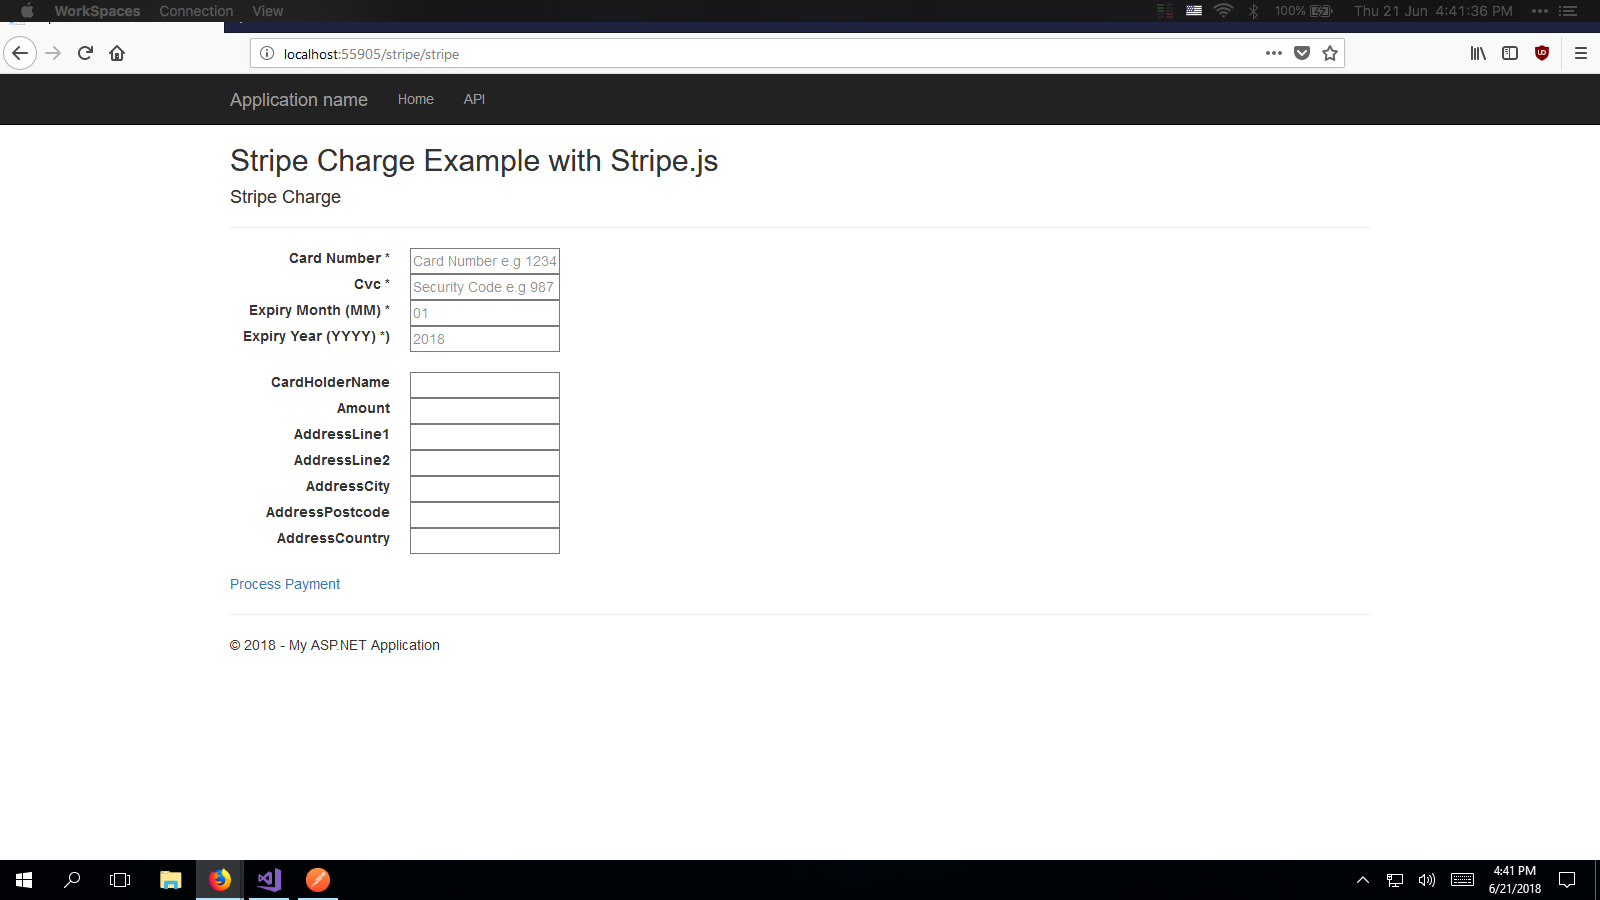 WorkSpaces Connection View 100% Thu 21 Jun 4:41:36 PM
localhost:55905/stripe/stripe
Application name Home API
Stripe Charge Example with Stripe.js
Stripe Charge
Card Number * Card Number e.g 1234
Cvc * Security Code e.g 987
Expiry Month (MM) * 01
Expiry Year (YYYY) *) 2018
CardHolderName
Amount
AddressLine1
AddressLine2
AddressCity
AddressPostcode
AddressCountry
Process Payment
© 2018 - My ASP.NET Application
4:41 PM
6/21/2018